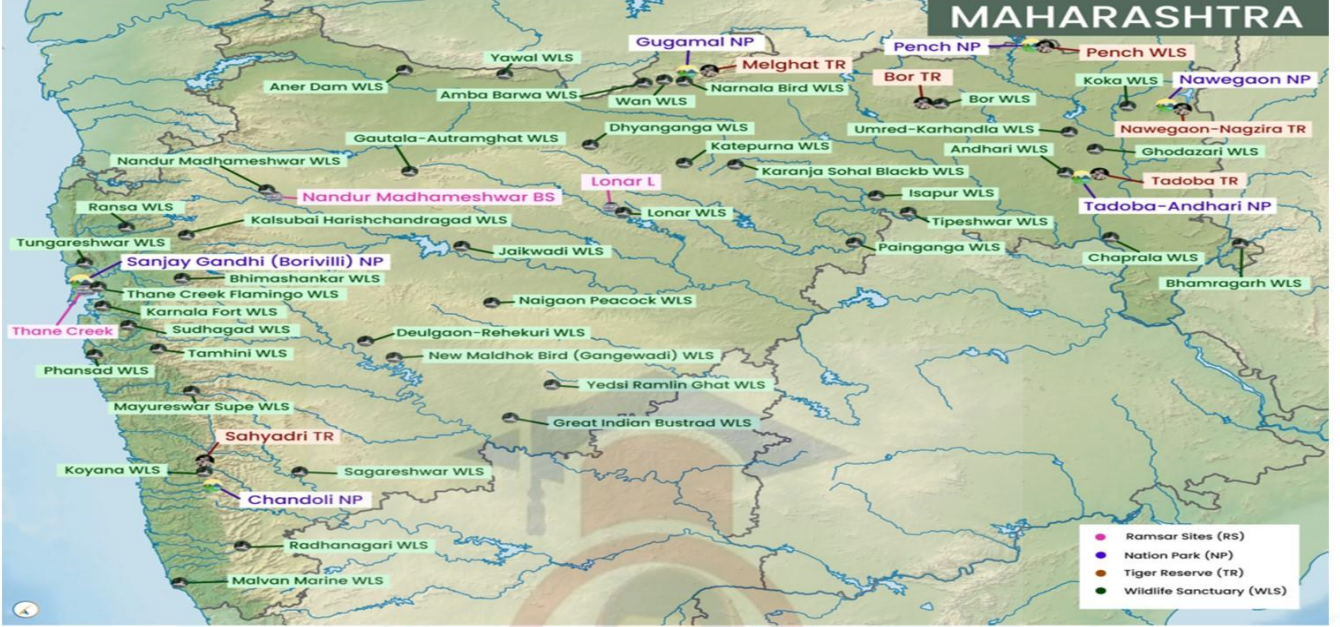 MAHARASHTRA
Gugamal NP
Pench NP
Pench WLS
Yawal WLS
Melghat TR
Bor TR
Koka WLS
Nawegaon NP
Aner Dam WLS
Amba Barwa WLS
Wan WLS
Narnala Bird WLS
Bor WLS
Dhyanganga WLS
Umred-Karhandla WLS
Nawegaon-Nagzira TR
Gautala-Autramghat WLS
Katepurna WLS
Andhari WLS
Ghodazari WLS
Nandur Madhameshwar WLS
Karanja Sohal Blackb WLS
Lonar L
Tadoba TR
Nandur Madhameshwar BS
Isapur WLS
Ransa WLS
Lonar WLS
Tadoba-Andhari NP
Kalsubai Harishchandragad WLS
Tipeshwar WLS
Tungareshwar WLS
Jaikwadi WLS
Painganga WLS
Chaprala WLS
Sanjay Gandhi (Borivilli) NP
Bhimashankar WLS
Bhamragarh WLS
Thane Creek Flamingo WLS
Naigaon Peacock WLS
Karnala Fort WLS
Thane Creek
Sudhagad WLS
Deulgaon-Rehekuri WLS
Tamhini WLS
New Maldhok Bird (Gangewadi) WLS
Phansad WLS
Yedsi Ramlin Ghat WLS
Mayureswar Supe WLS
Great Indian Bustrad WLS
Sahyadri TR
Koyana WLS
Sagareshwar WLS
Chandoli NP
Radhanagari WLS
Malvan Marine WLS
Ramsar Sites (RS)
Nation Park (NP)
Tiger Reserve (TR)
Wildlife Sanctuary (WLS)